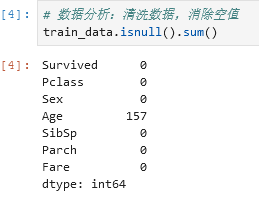 [4]: # 数据分析：清洗数据，消除空值
train_data.isnull().sum()
[4]: Survived 0
Pclass 0
Sex 0
Age 157
SibSp 0
Parch 0
Fare 0
dtype: int64